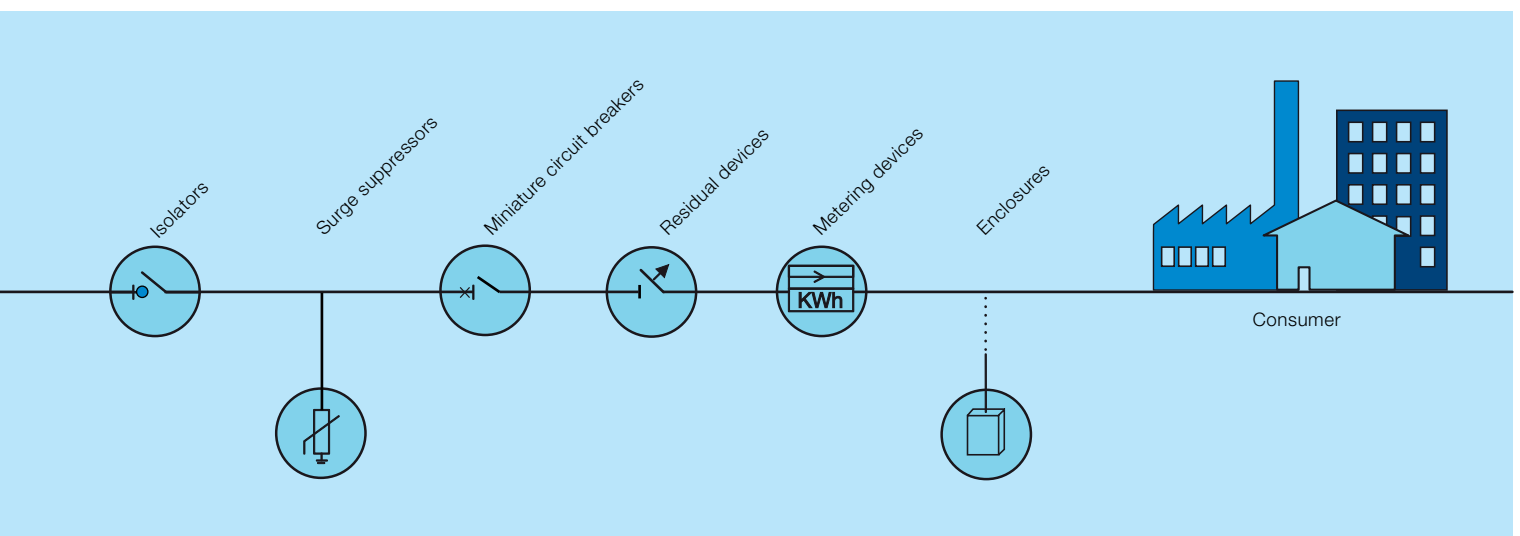 Isolators
Surge suppressors
Miniature circuit breakers
Residual devices
Metering devices
Enclosures
KWh
Consumer